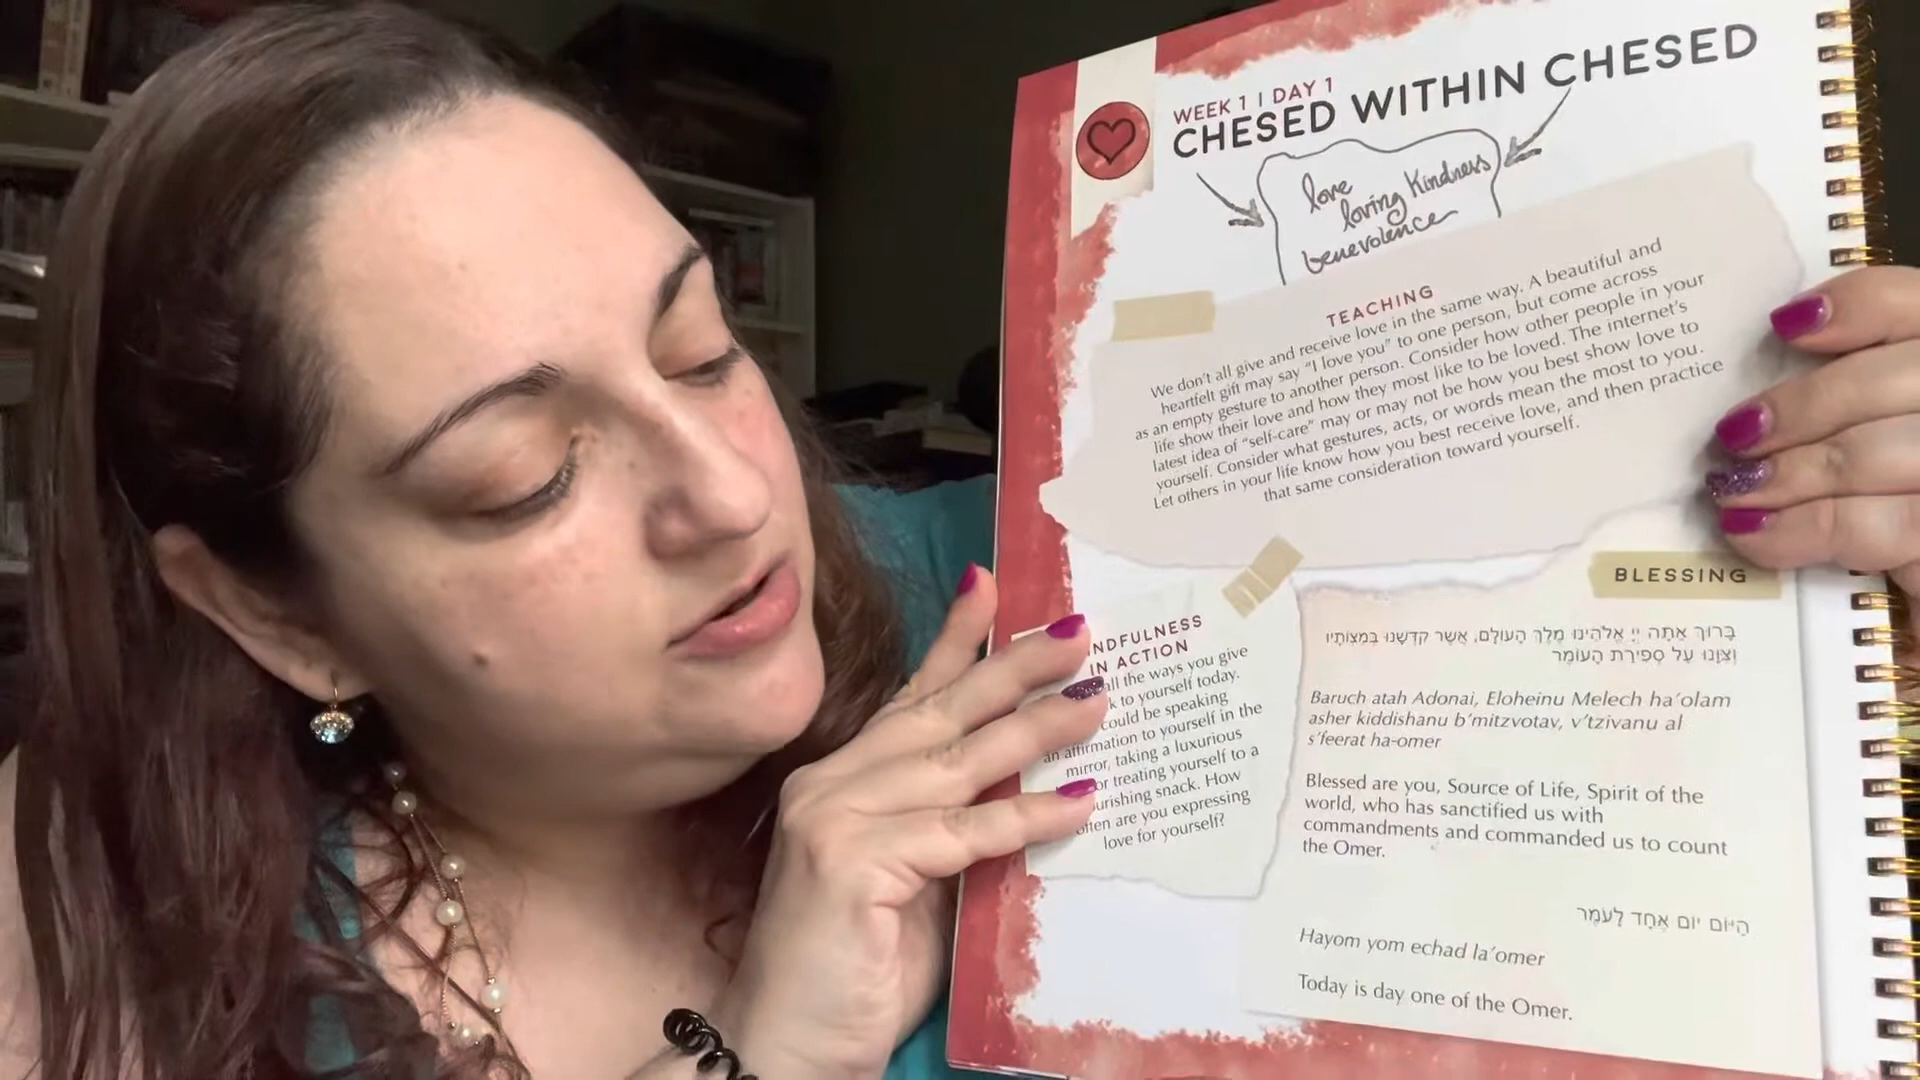 WEEK 1 | DAY 1
CHESED WITHIN CHESED
love
loving Kindness
benevolence
TEACHING
We don't all give and receive love in the same way. A beautiful and
heartfelt gift may say "I love you" to one person, but come across
as an empty gesture to another person. Consider how other people in your
life show their love and how they most like to be loved. The internet's
latest idea of "self-care" may or may not be how you best show love to
yourself. Consider what gestures, acts, or words mean the most to you.
Let others in your life know how you best receive love, and then practice
that same consideration toward yourself.
NDFULNESS
IN ACTION
all the ways you give
k to yourself today.
could be speaking
an affirmation to yourself in the
mirror, taking a luxurious
or treating yourself to a
urishing snack. How
often are you expressing
love for yourself?
BLESSING
בָּרוּךְ אַתָּה יְיָ אֱלֹהֵינוּ מֶלֶךְ הָעוֹלָם, אֲשֶׁר קִדְּשָׁנוּ בְּמִצְוֹתָיו
וְצִוָּנוּ עַל סְפִירַת הָעוֹמֶר
Baruch atah Adonai, Eloheinu Melech ha'olam
asher kiddishanu b'mitzvotav, v'tzivanu al
s'feerat ha-omer
Blessed are you, Source of Life, Spirit of the
world, who has sanctified us with
commandments and commanded us to count
the Omer.
הַיּוֹם יוֹם אֶחָד לָעֹמֶר
Hayom yom echad la'omer
Today is day one of the Omer.